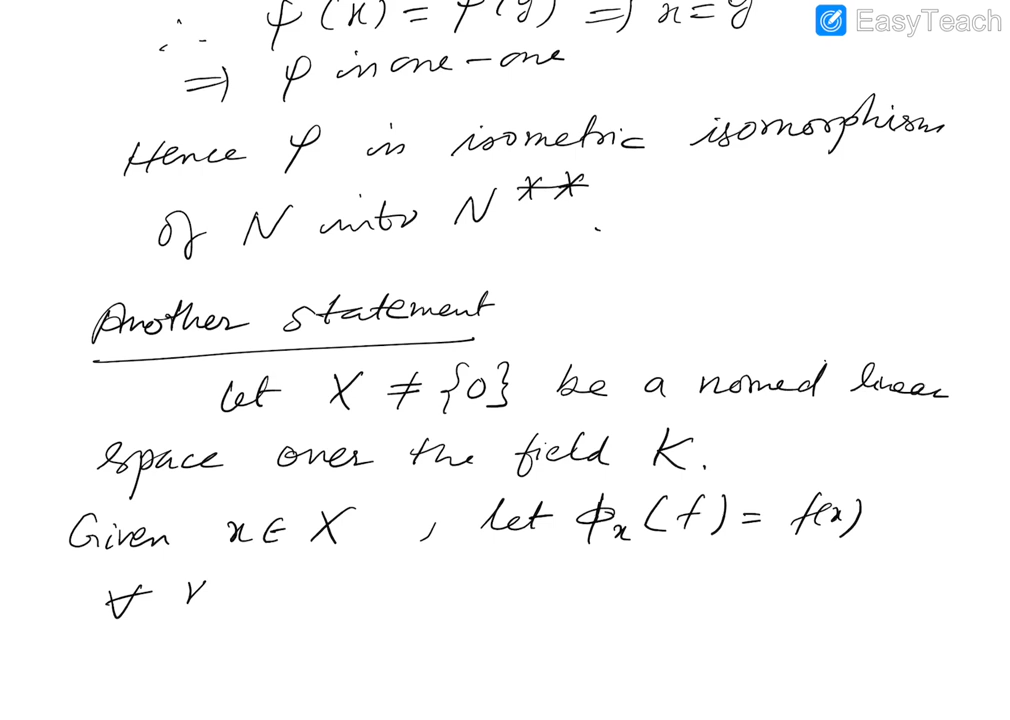 EasyTeach
∴ φ(x) = φ(y) ⇒ x = y
⇒ φ is one-one
Hence φ is isometric isomorphism
of N into N**.
Another statement
Let X ≠ {0} be a nomed linear
space over the field K.
Given x ∈ X, let ϕₓ(f) = f(x)
∀